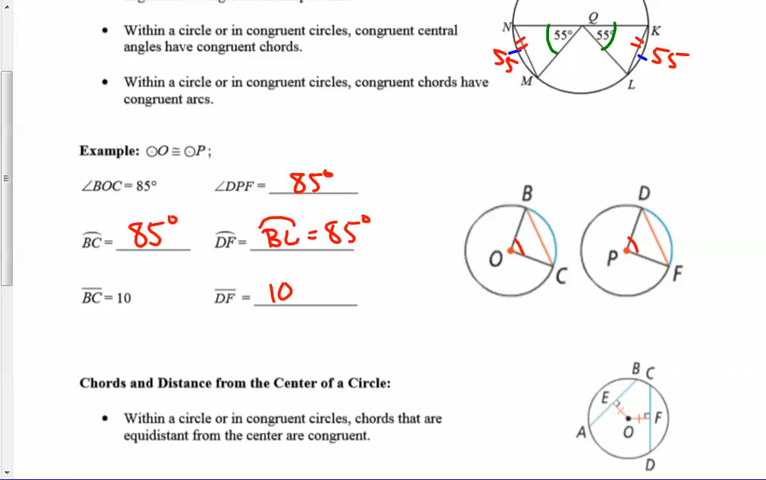 Q
N
K
55°
55°
55
55
M
L
• Within a circle or in congruent circles, congruent central
angles have congruent chords.
• Within a circle or in congruent circles, congruent chords have
congruent arcs.
Example: ⊙O ≅ ⊙P;
∠BOC = 85° ∠DPF = 85°
BC = 85° DF = BC = 85°
BC = 10 DF = 10
B
O
C
D
P
F
Chords and Distance from the Center of a Circle:
• Within a circle or in congruent circles, chords that are
equidistant from the center are congruent.
B C
E
F
A
O
D